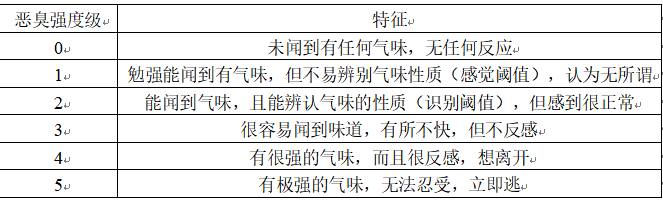 恶臭强度级 特征
0 未闻到有任何气味，无任何反应
1 勉强能闻到有气味，但不易辨别气味性质（感觉阈值），认为无所谓
2 能闻到气味，且能辨认气味的性质（识别阈值），但感到很正常
3 很容易闻到味道，有所不快，但不反感
4 有很强的气味，而且很反感，想离开
5 有极强的气味，无法忍受，立即逃